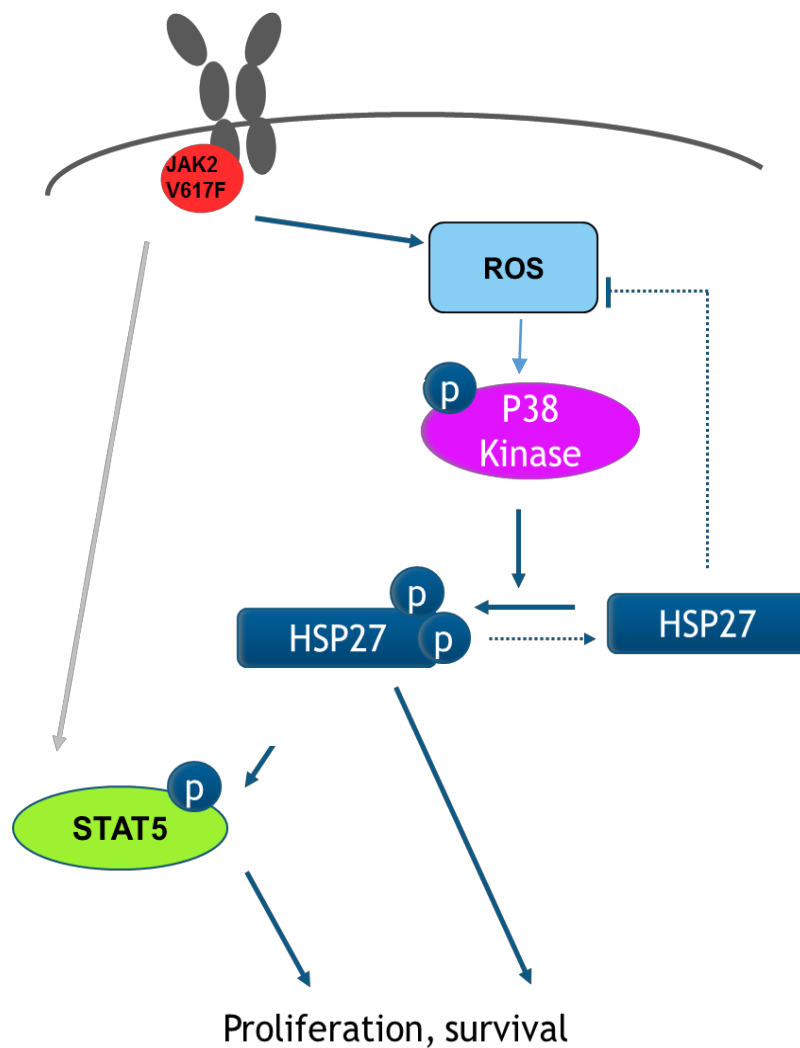 JAK2
V617F
ROS
p
P38
Kinase
p
HSP27
p
HSP27
p
STAT5
Proliferation, survival